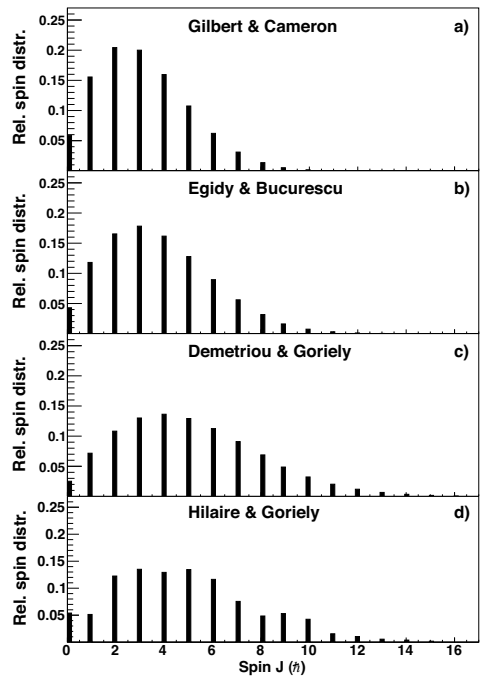 Gilbert & Cameron a)
Rel. spin distr.
0.25
0.2
0.15
0.1
0.05
Egidy & Bucurescu b)
Rel. spin distr.
0.25
0.2
0.15
0.1
0.05
Demetriou & Goriely c)
Rel. spin distr.
0.25
0.2
0.15
0.1
0.05
Hilaire & Goriely d)
Rel. spin distr.
0.25
0.2
0.15
0.1
0.05
0 2 4 6 8 10 12 14 16
Spin J (ℏ)